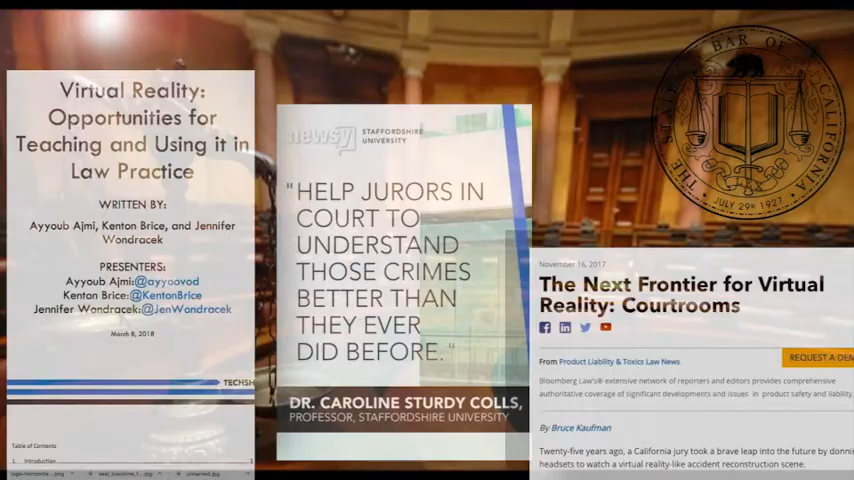 Virtual Reality:
Opportunities for
Teaching and Using it in
Law Practice
WRITTEN BY:
Ayyoub Ajmi, Kenton Brice, and Jennifer
Wondracek
PRESENTERS:
Ayyoub Ajmi:@ayyoovod
Kenton Brice:@KentonBrice
Jennifer Wondracek:@JenWondracek
March 8, 2018
TECHSH
Table of Contents
1. Introduction 3
newsy STAFFORDSHIRE
UNIVERSITY
"HELP JURORS IN
COURT TO
UNDERSTAND
THOSE CRIMES
BETTER THAN
THEY EVER
DID BEFORE."
DR. CAROLINE STURDY COLLS,
PROFESSOR, STAFFORDSHIRE UNIVERSITY
THE STATE BAR OF CALIFORNIA
JULY 29TH 1927
November 16, 2017
The Next Frontier for Virtual
Reality: Courtrooms
From Product Liability & Toxics Law News
REQUEST A DEM
Bloomberg Law's® extensive network of reporters and editors provides comprehensive
authoritative coverage of significant developments and issues in product safety and liability.
By Bruce Kaufman
Twenty-five years ago, a California jury took a brave leap into the future by donnin
headsets to watch a virtual reality-like accident reconstruction scene.